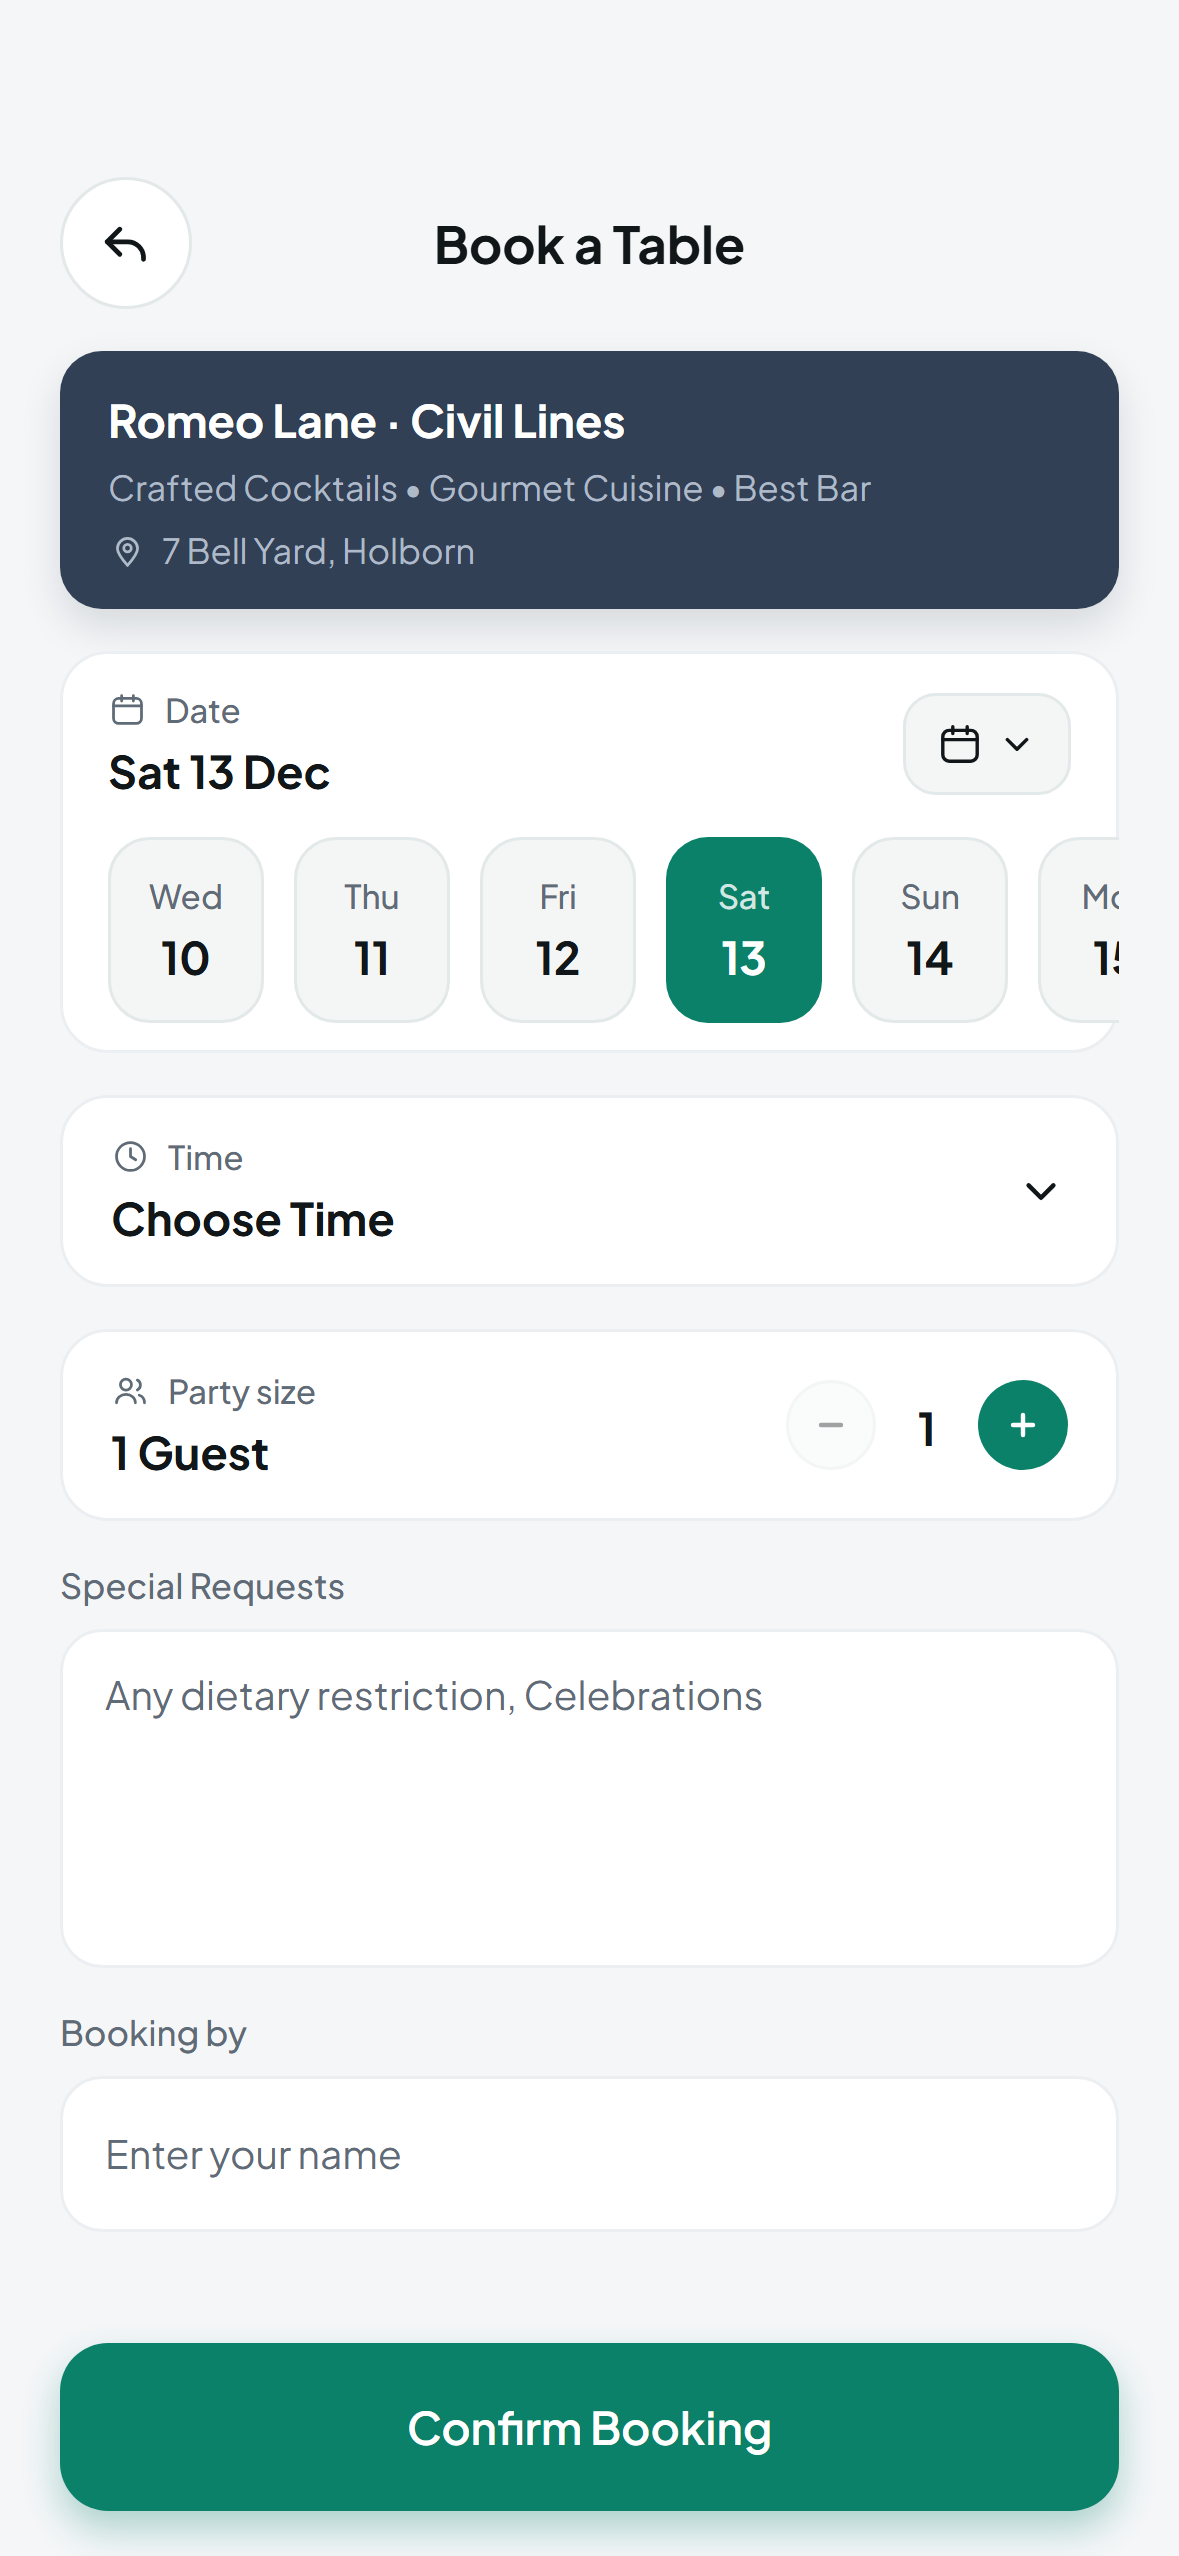 Book a Table
Romeo Lane · Civil Lines
Crafted Cocktails • Gourmet Cuisine • Best Bar
7 Bell Yard, Holborn
Date
Sat 13 Dec
Wed Thu Fri Sat Sun
10 11 12 13 14
Time
Choose Time
Party size
1 Guest
1
Special Requests
Any dietary restriction, Celebrations
Booking by
Enter your name
Confirm Booking